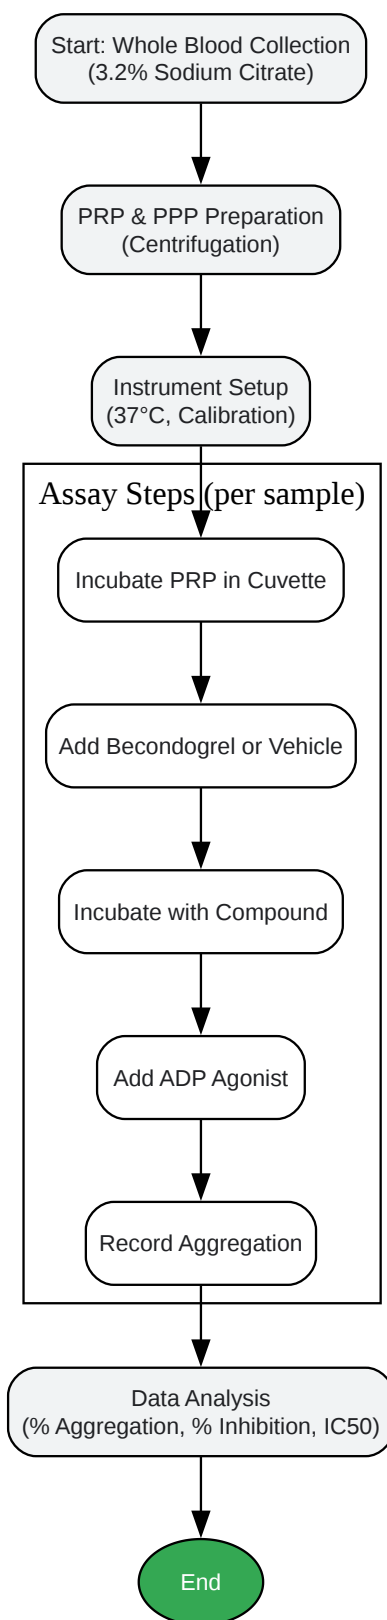 Start: Whole Blood Collection
(3.2% Sodium Citrate)
PRP & PPP Preparation
(Centrifugation)
Instrument Setup
(37°C, Calibration)
Assay Steps (per sample)
Incubate PRP in Cuvette
Add Becondogrel or Vehicle
Incubate with Compound
Add ADP Agonist
Record Aggregation
Data Analysis
(% Aggregation, % Inhibition, IC50)
End